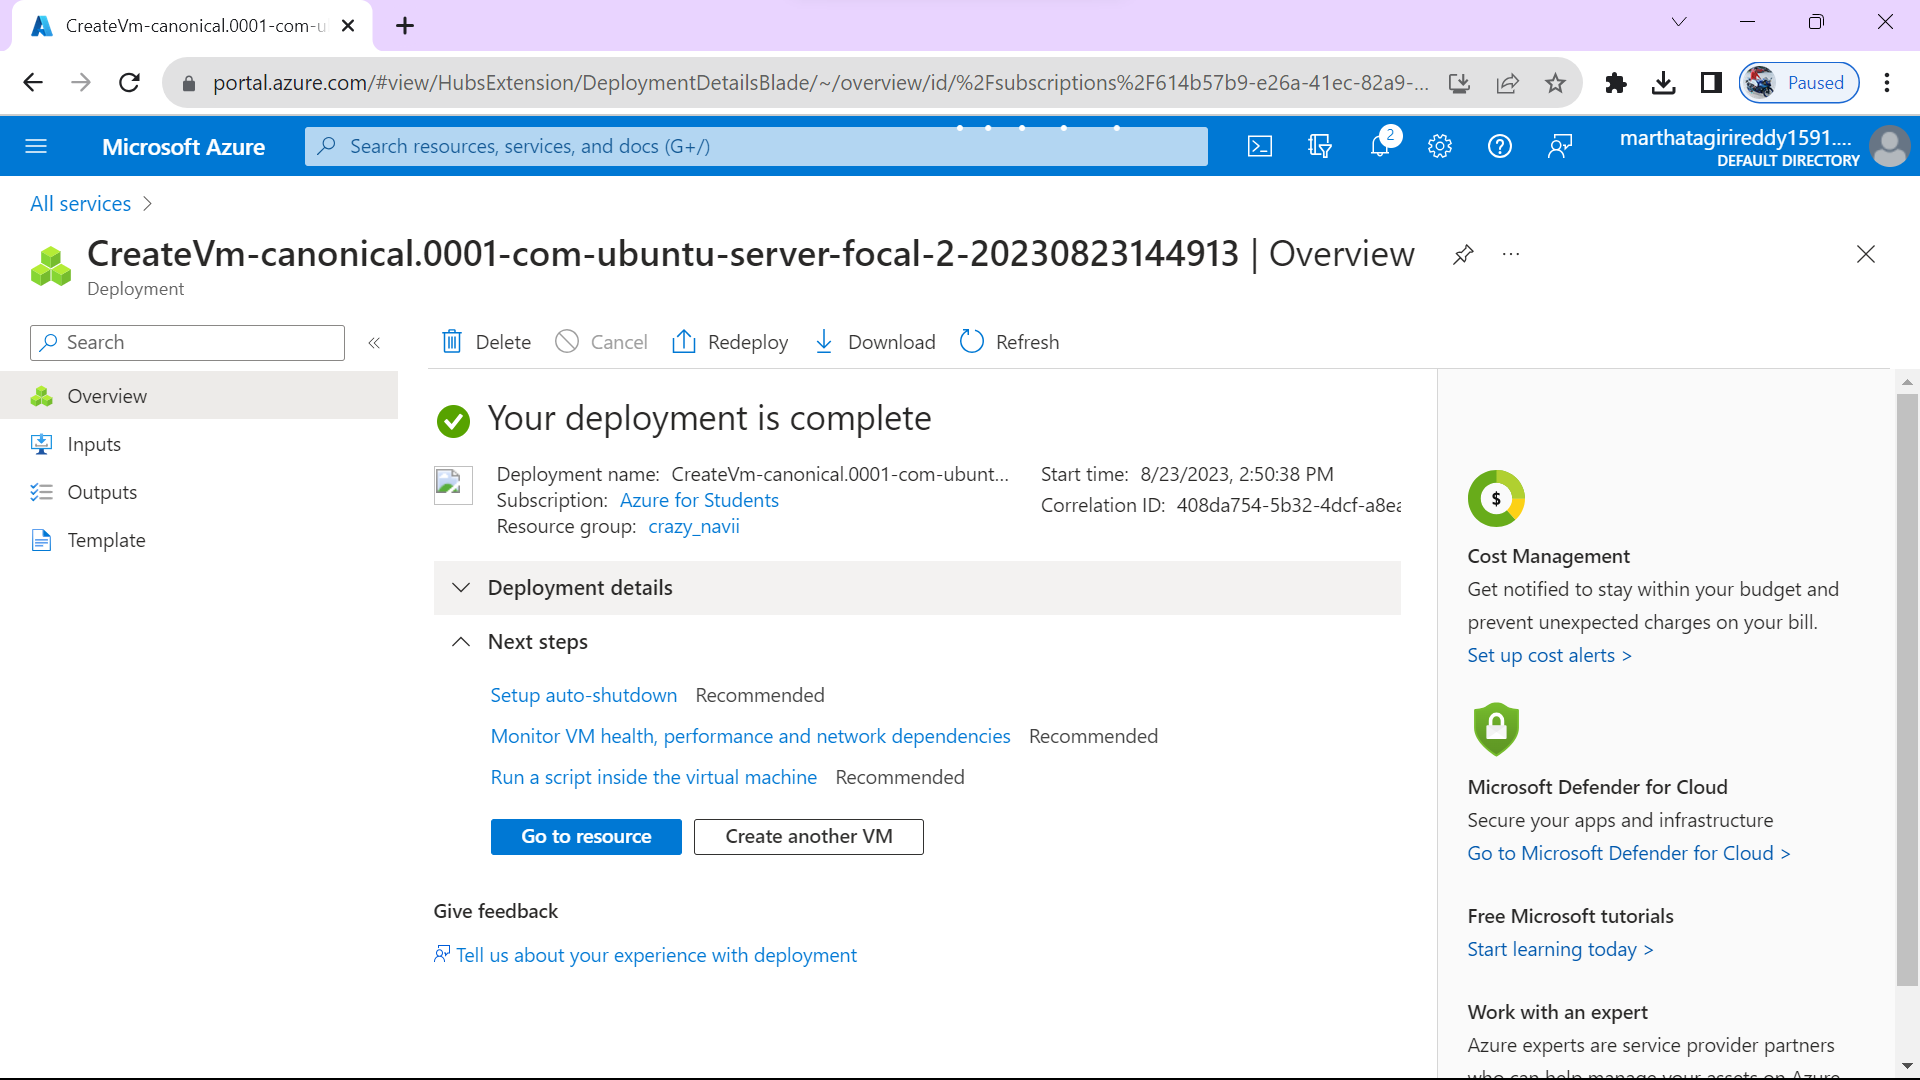 CreateVm-canonical.0001-com-u
portal.azure.com/#view/HubsExtension/DeploymentDetailsBlade/~/overview/id/%2Fsubscriptions%2F614b57b9-e26a-41ec-82a9-...
Paused
Microsoft Azure
Search resources, services, and docs (G+/)
2
marthatagirireddy1591....
DEFAULT DIRECTORY
All services
CreateVm-canonical.0001-com-ubuntu-server-focal-2-20230823144913 | Overview
Deployment
Search
Delete
Cancel
Redeploy
Download
Refresh
Overview
Inputs
Outputs
Template
Your deployment is complete
Deployment name: CreateVm-canonical.0001-com-ubunt...
Subscription: Azure for Students
Resource group: crazy_navii
Start time: 8/23/2023, 2:50:38 PM
Correlation ID: 408da754-5b32-4dcf-a8ea
Deployment details
Next steps
Setup auto-shutdown Recommended
Monitor VM health, performance and network dependencies Recommended
Run a script inside the virtual machine Recommended
Go to resource
Create another VM
Give feedback
Tell us about your experience with deployment
$
Cost Management
Get notified to stay within your budget and
prevent unexpected charges on your bill.
Set up cost alerts >
Microsoft Defender for Cloud
Secure your apps and infrastructure
Go to Microsoft Defender for Cloud >
Free Microsoft tutorials
Start learning today >
Work with an expert
Azure experts are service provider partners
who can help manage your assets on Azure